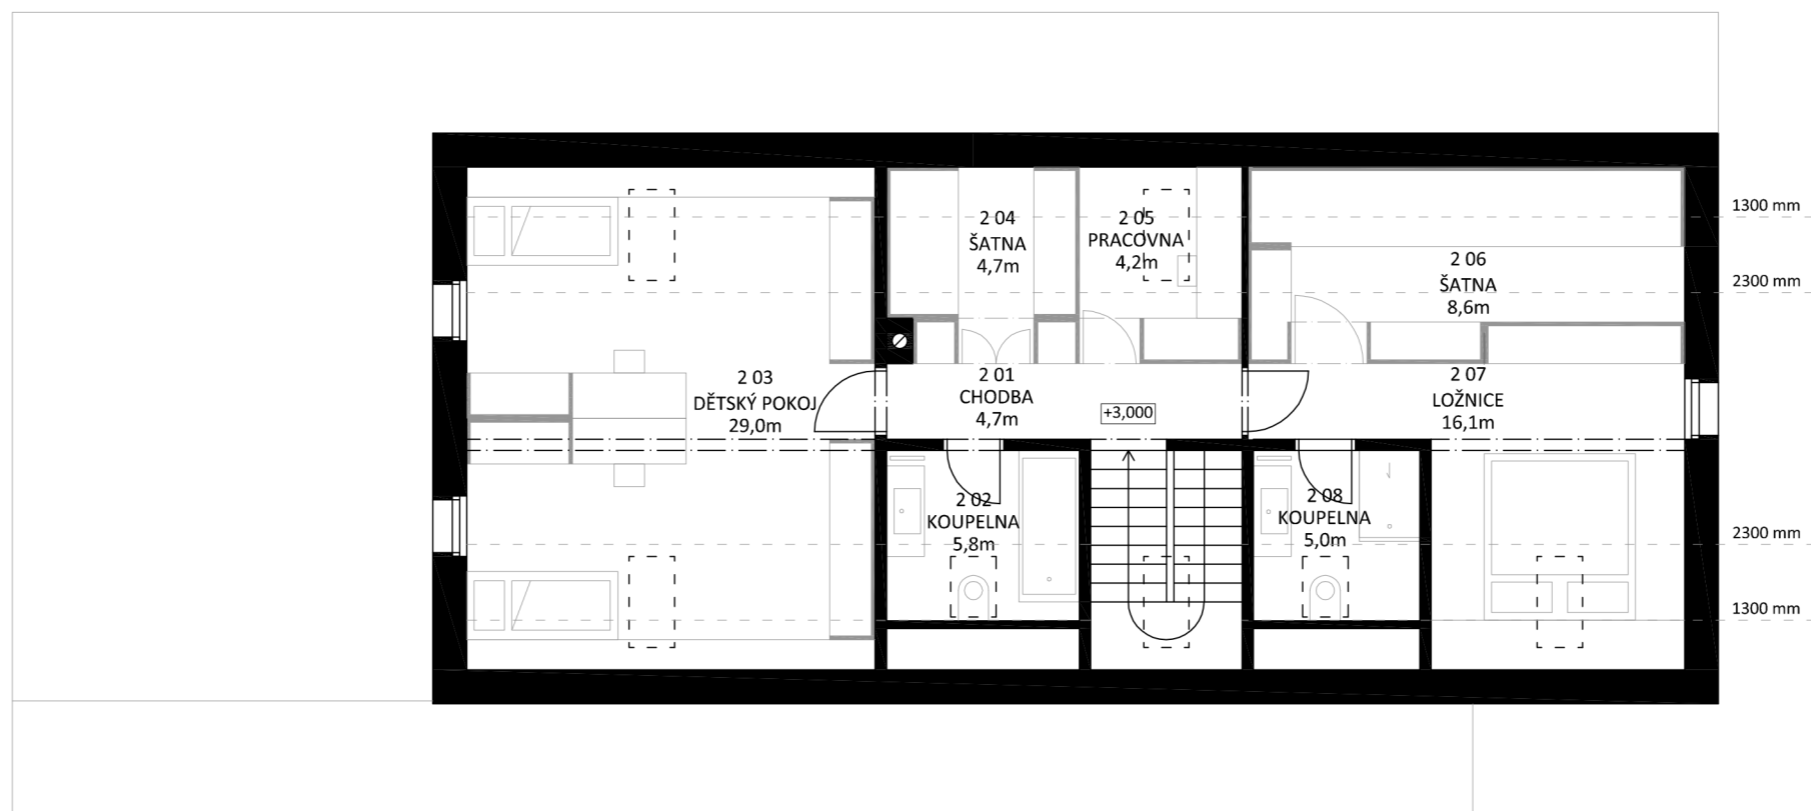 2 04
ŠATNA
4,7m
2 05
PRACOVNA
4,2m
1300 mm
2 06
ŠATNA
8,6m
2300 mm
2 03
DĚTSKÝ POKOJ
29,0m
2 01
CHODBA
4,7m
+3,000
2 07
LOŽNICE
16,1m
2 02
KOUPELNA
5,8m
2 08
KOUPELNA
5,0m
2300 mm
1300 mm